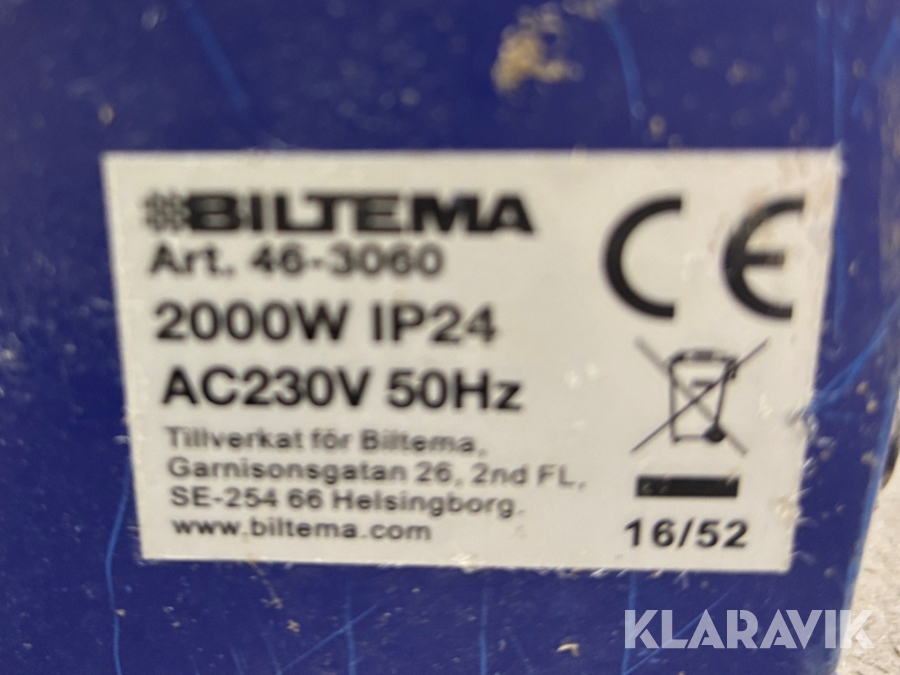 BILTEMA
Art. 46-3060
2000W IP24
AC230V 50Hz
Tillverkat för Biltema,
Garnisonsgatan 26, 2nd FL,
SE-254 66 Helsingborg.
www.biltema.com
CE
16/52
KLARAVIK